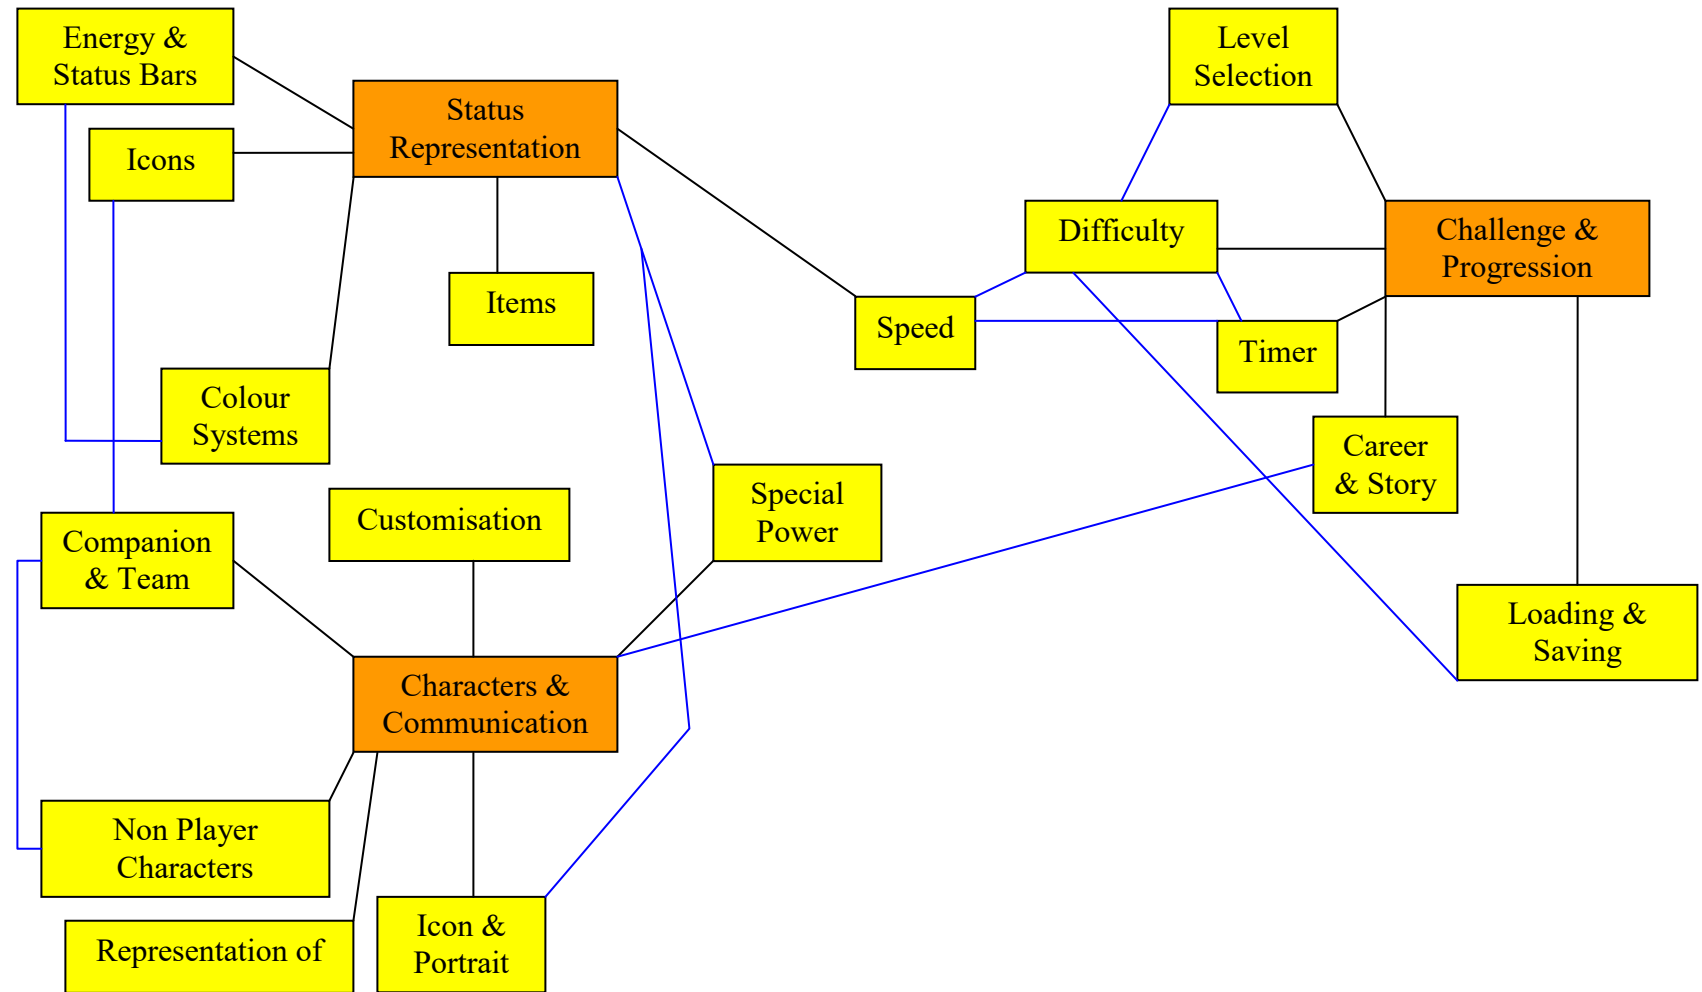 Energy &
Status Bars
Level
Selection
Status
Representation
Icons
Difficulty
Challenge &
Progression
Items
Speed
Timer
Colour
Systems
Career
& Story
Special
Power
Customisation
Companion
& Team
Loading &
Saving
Characters &
Communication
Non Player
Characters
Icon &
Portrait
Representation of